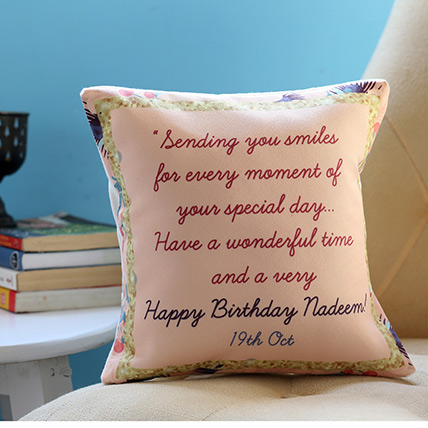 “Sending you smiles
for every moment of
your special day...
Have a wonderful time
and a very
Happy Birthday Nadeem!
19th Oct